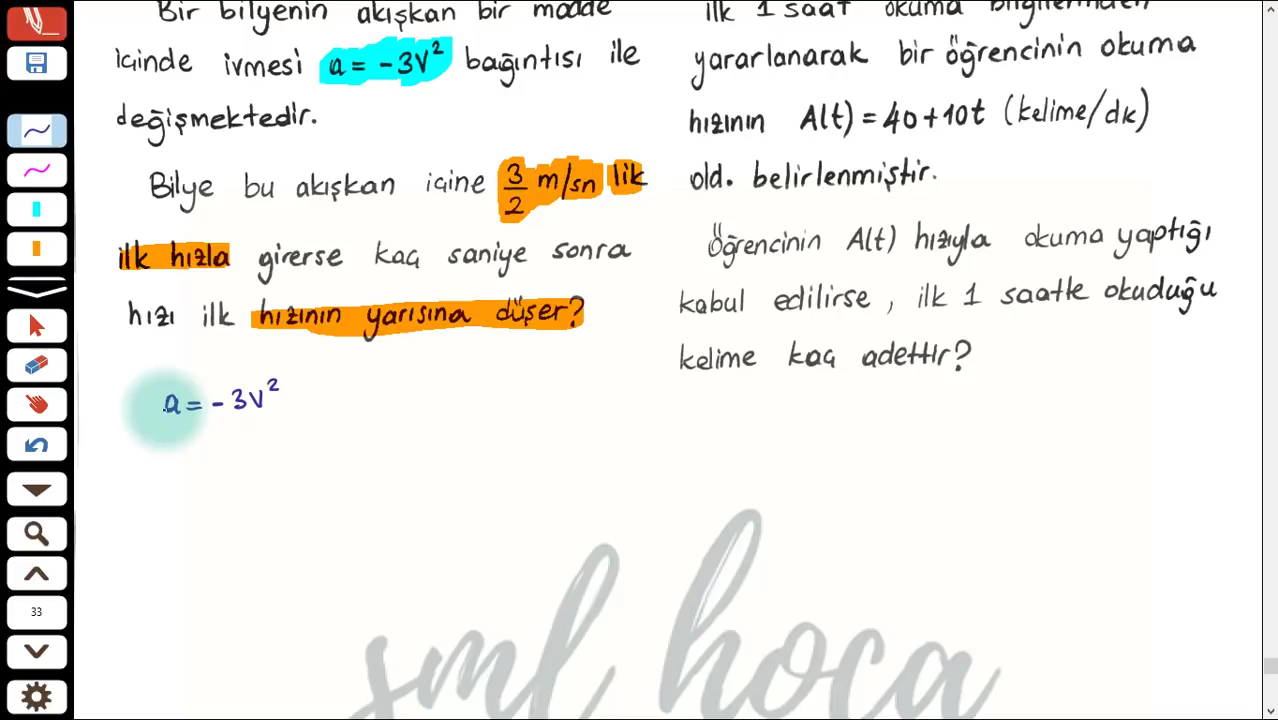 Bir bilyenin akışkan bir madde
içinde ivmesi a = -3V² bağıntısı ile
değişmektedir.
Bilye bu akışkan içine 3/2 m/sn lik
ilk hızla girerse kaç saniye sonra
hızı ilk hızının yarısına düşer?
a = - 3V²
ilk 1 saat okuma bilgilerinden
yararlanarak bir öğrencinin okuma
hızının A(t) = 40+10t (kelime/dk)
old. belirlenmiştir.
Öğrencinin A(t) hızıyla okuma yaptığı
kabul edilirse, ilk 1 saatte okuduğu
kelime kaç adettir?
33
sml hoca